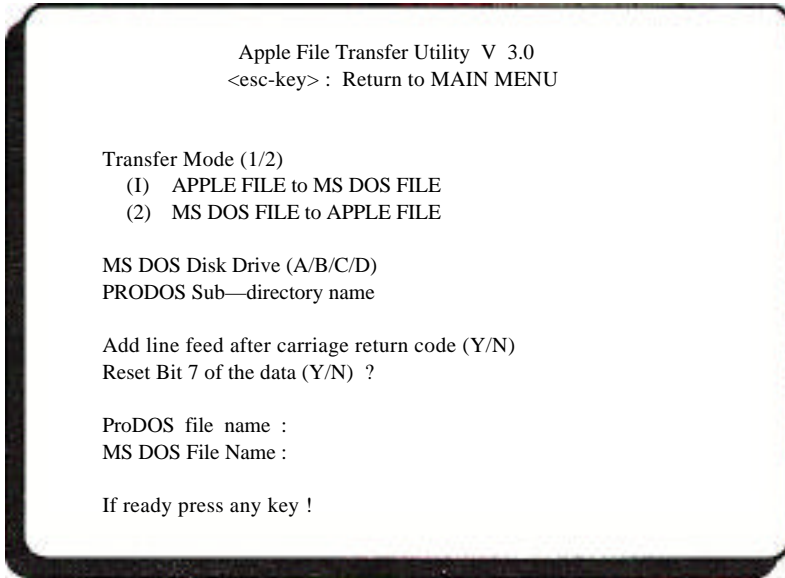 Apple File Transfer Utility V 3.0
<esc-key> : Return to MAIN MENU
Transfer Mode (1/2)
(I) APPLE FILE to MS DOS FILE
(2) MS DOS FILE to APPLE FILE
MS DOS Disk Drive (A/B/C/D)
PRODOS Sub—directory name
Add line feed after carriage return code (Y/N)
Reset Bit 7 of the data (Y/N) ?
ProDOS file name :
MS DOS File Name :
If ready press any key !